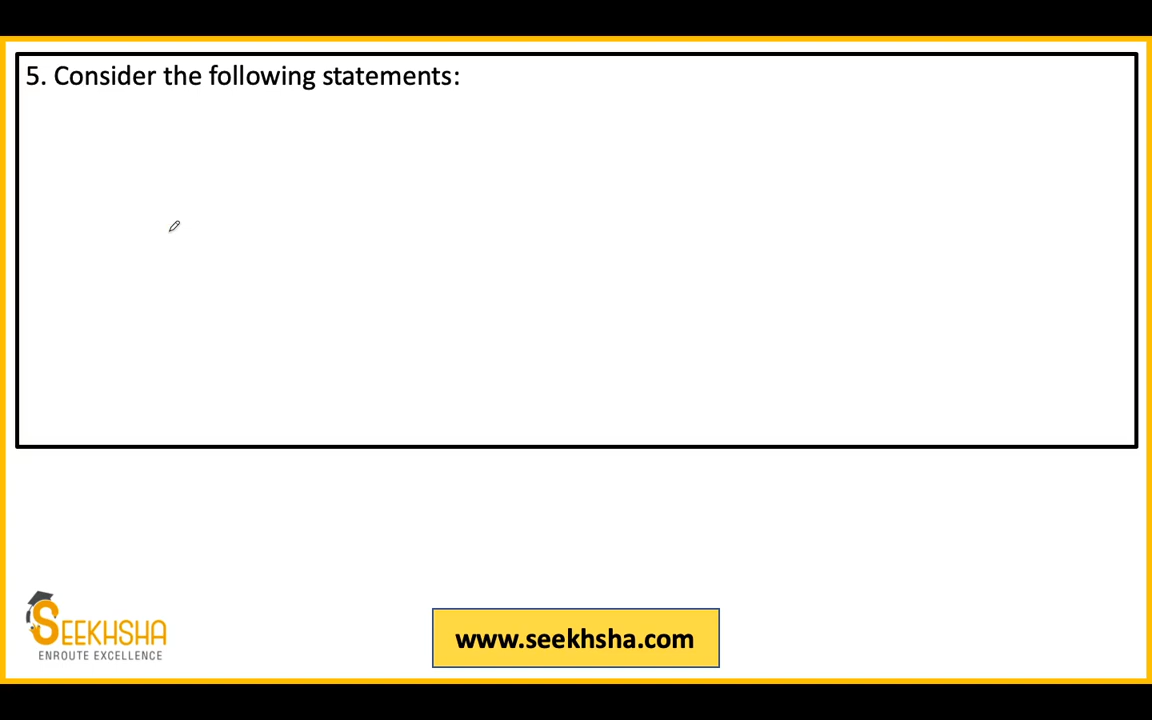 5. Consider the following statements:
SEEKHSHA
ENROUTE EXCELLENCE
www.seekhsha.com